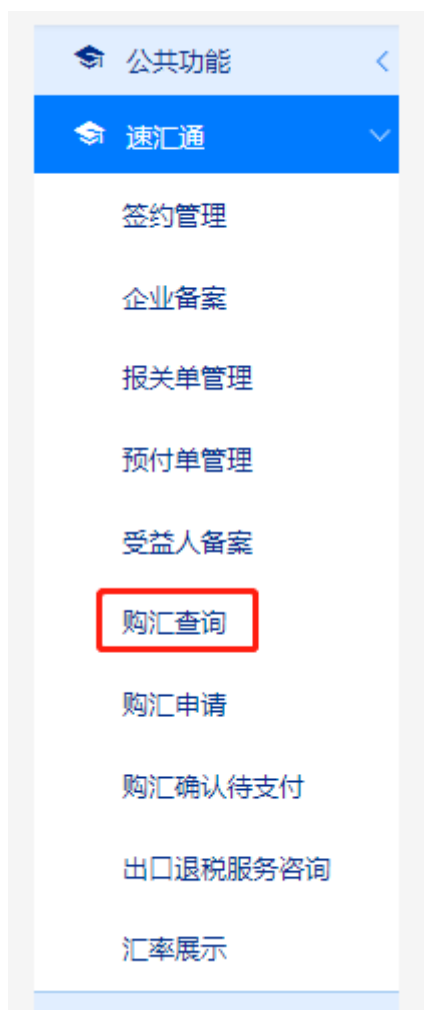 公共功能
速汇通
签约管理
企业备案
报关单管理
预付单管理
受益人备案
购汇查询
购汇申请
购汇确认待支付
出口退税服务咨询
汇率展示